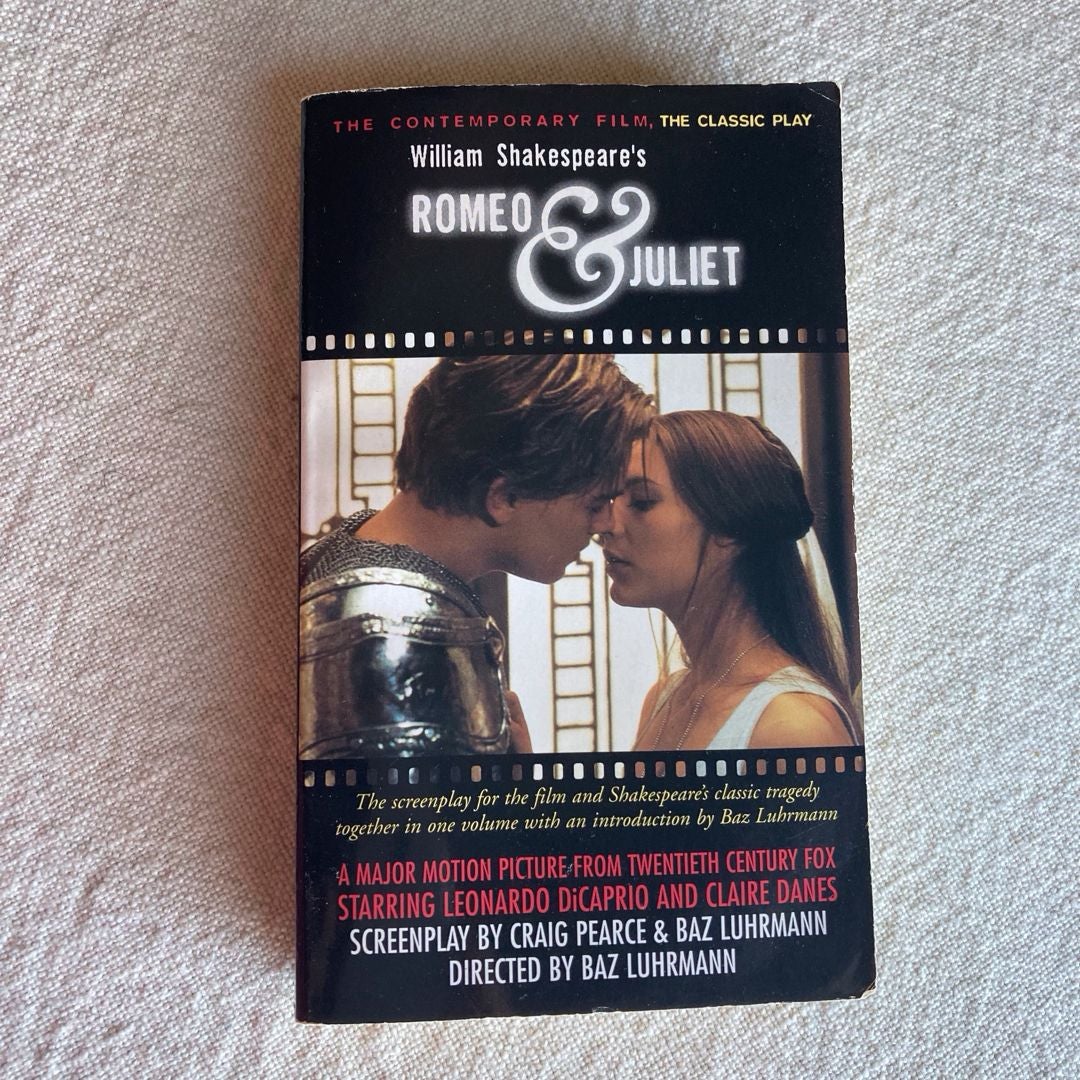 THE CONTEMPORARY FILM, THE CLASSIC PLAY
William Shakespeare's
ROMEO &
JULIET
The screenplay for the film and Shakespeare's classic tragedy
together in one volume with an introduction by Baz Luhrmann
A MAJOR MOTION PICTURE FROM TWENTIETH CENTURY FOX
STARRING LEONARDO DiCAPRIO AND CLAIRE DANES
SCREENPLAY BY CRAIG PEARCE & BAZ LUHRMANN
DIRECTED BY BAZ LUHRMANN